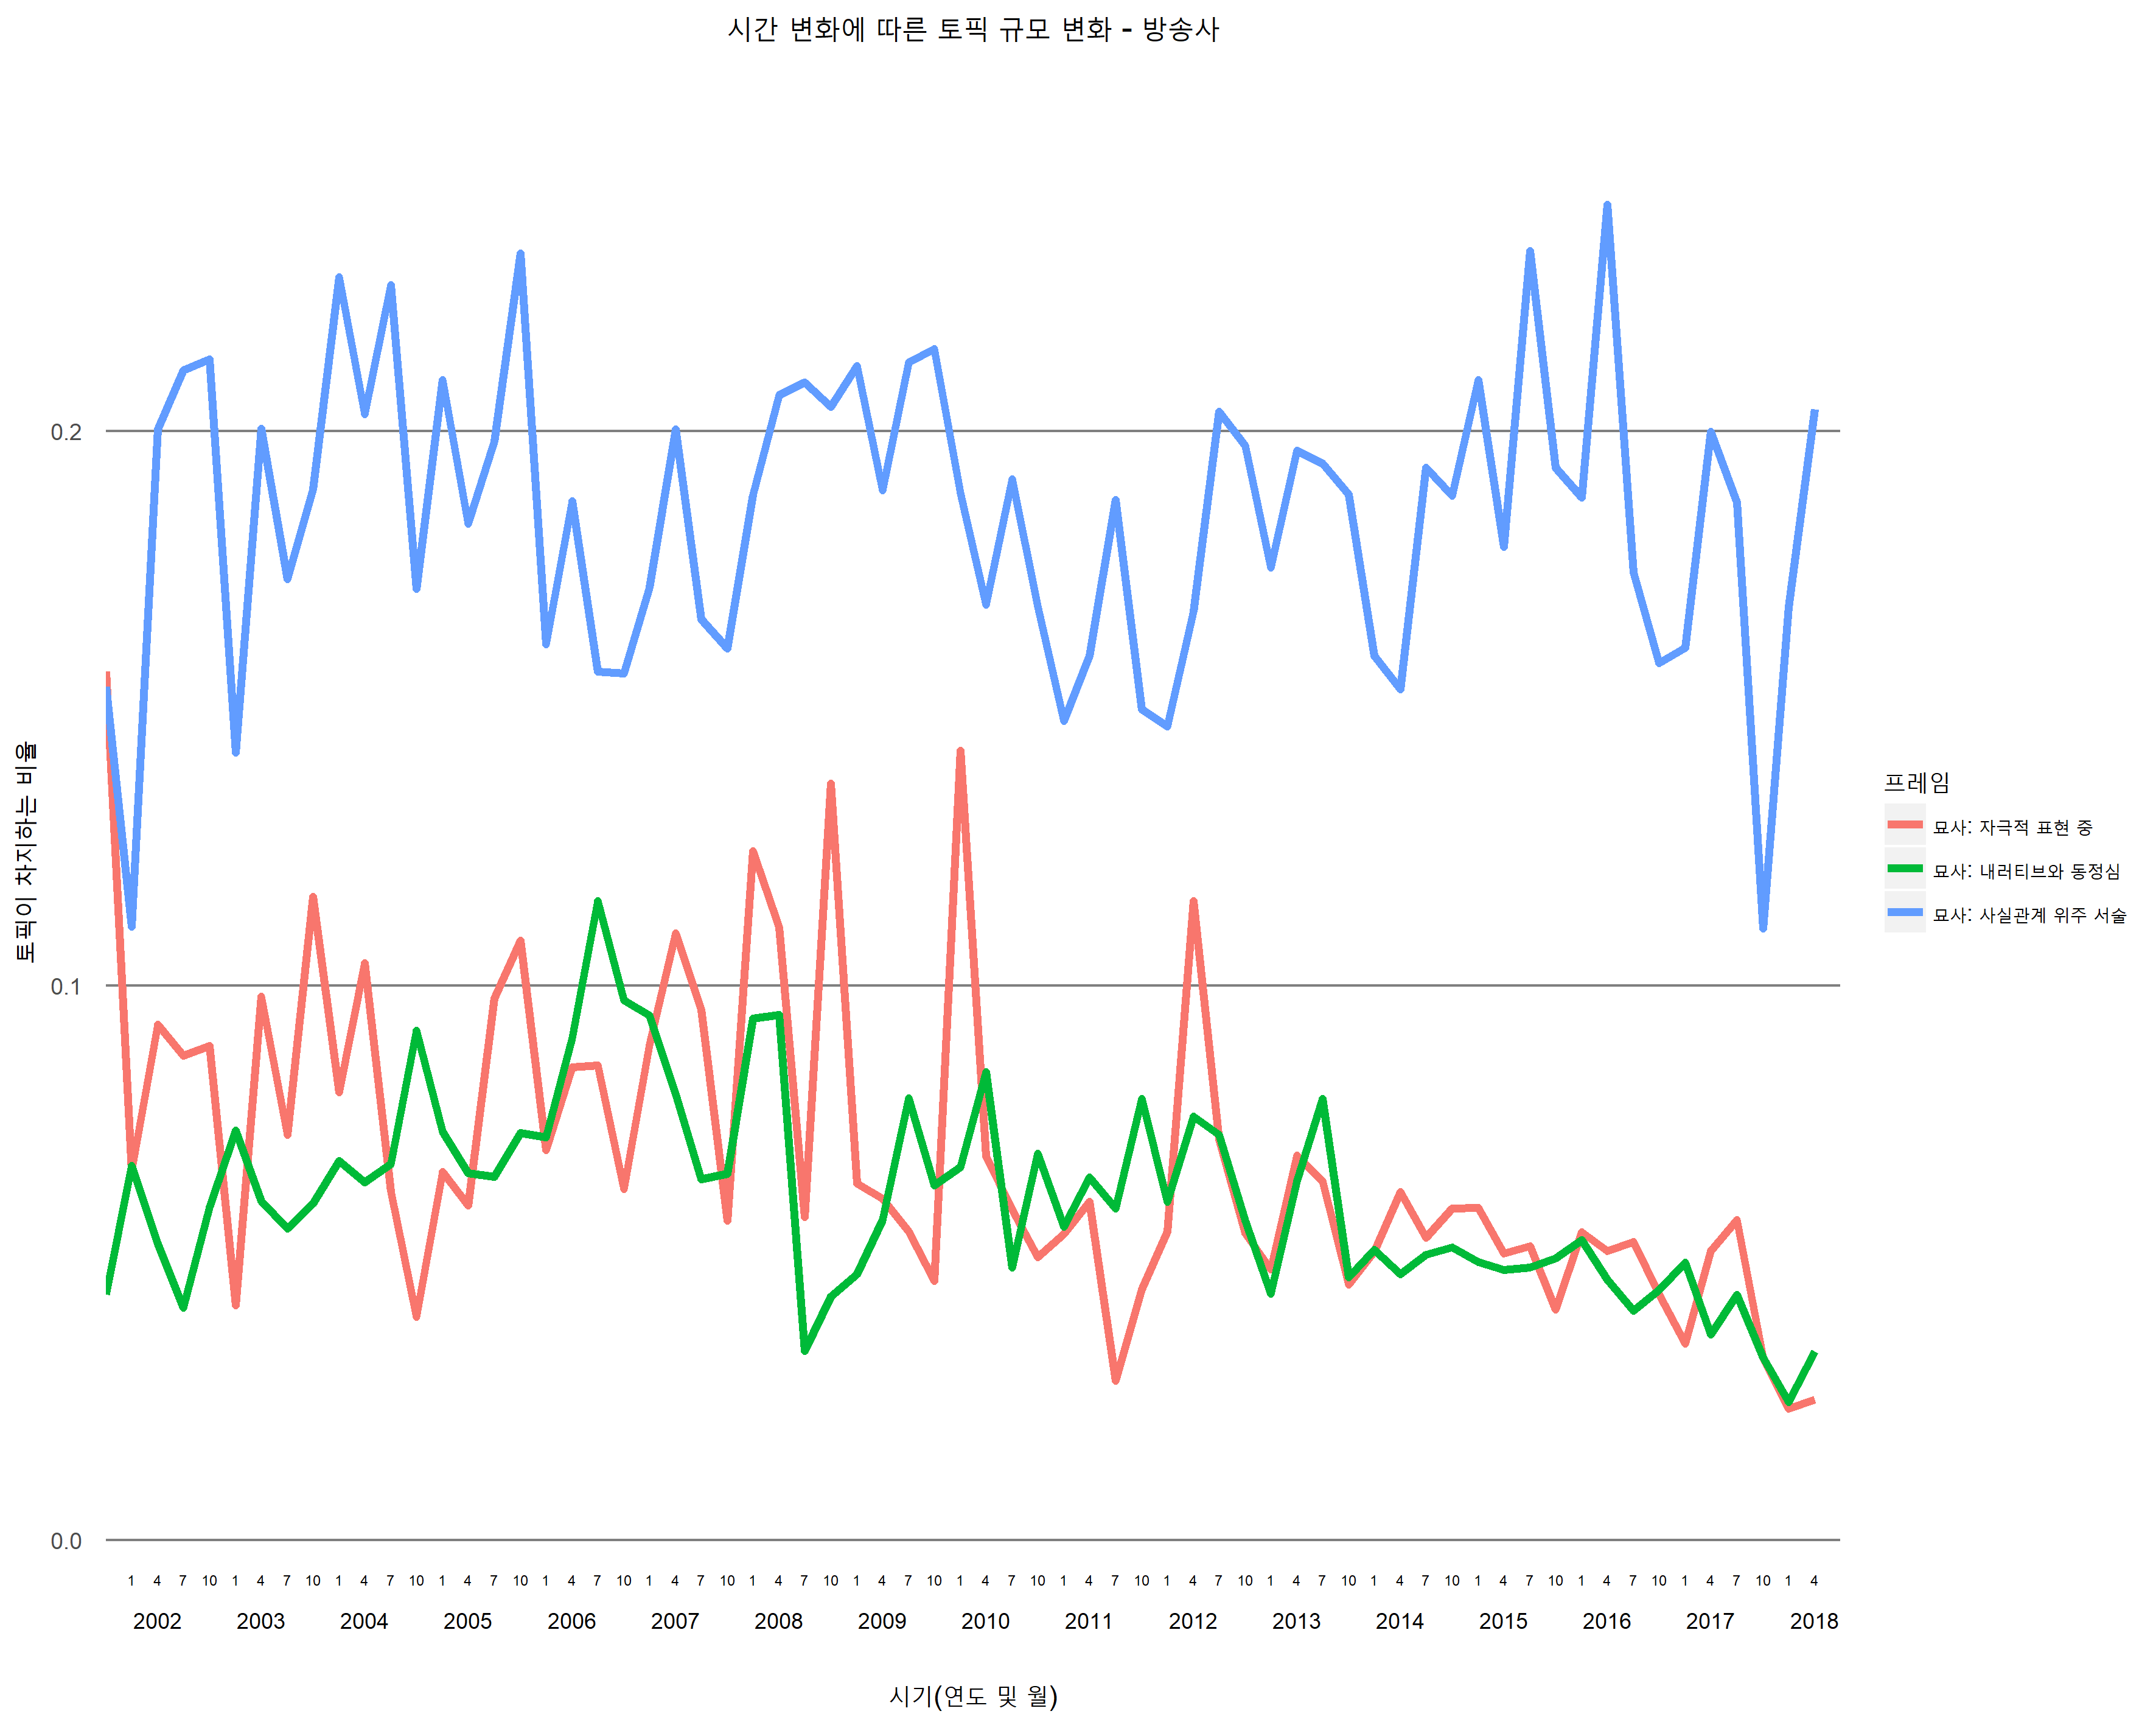 시간 변화에 따른 토픽 규모 변화 - 방송사
토픽이 차지하는 비율
0.2
0.1
0.0
1 4 7 10 1 4 7 10 1 4 7 10 1 4 7 10 1 4 7 10 1 4 7 10 1 4 7 10 1 4 7 10 1 4 7 10 1 4 7 10 1 4 7 10 1 4 7 10 1 4 7 10 1 4 7 10 1 4 7 10 1 4 7 10 1 4
2002 2003 2004 2005 2006 2007 2008 2009 2010 2011 2012 2013 2014 2015 2016 2017 2018
시기(연도 및 월)
프레임
묘사: 자극적 표현 중
묘사: 내러티브와 동정심
묘사: 사실관계 위주 서술